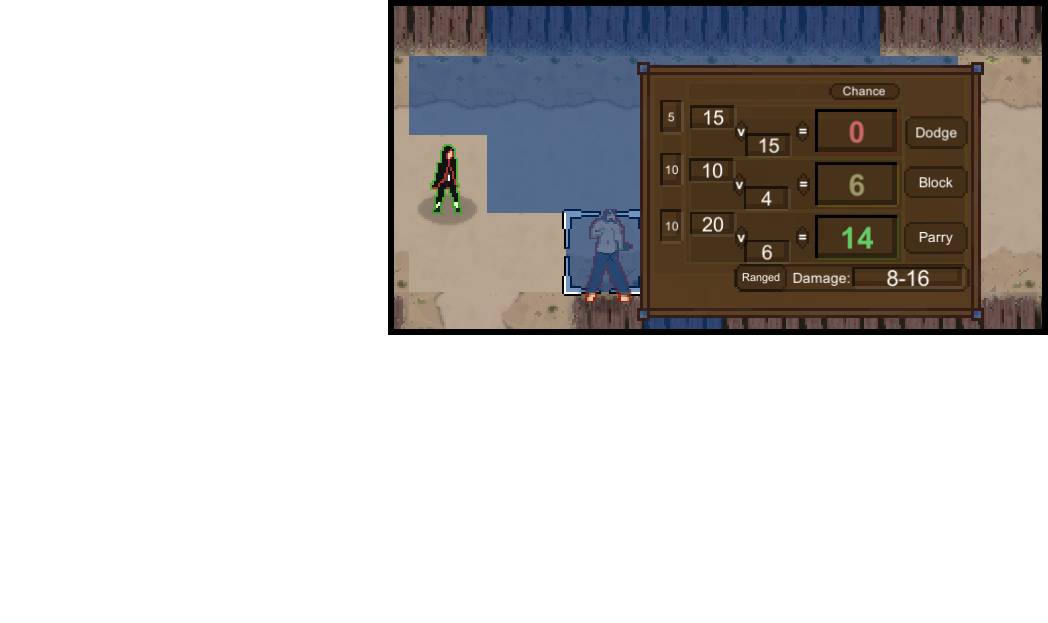 Chance
5 15 v 15 = 0 Dodge
10 10 v 4 = 6 Block
10 20 v 6 = 14 Parry
Ranged Damage: 8-16